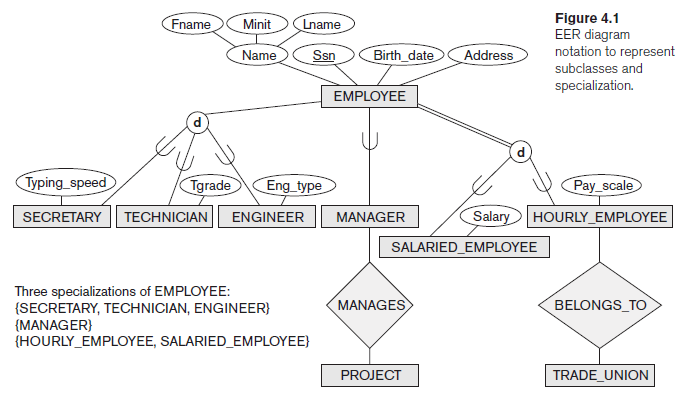 Fname Minit Lname
Figure 4.1
EER diagram
notation to represent
subclasses and
specialization.
Name Ssn Birth_date Address
EMPLOYEE
d
d
Typing_speed Tgrade Eng_type Pay_scale
SECRETARY TECHNICIAN ENGINEER MANAGER Salary HOURLY_EMPLOYEE
SALARIED_EMPLOYEE
Three specializations of EMPLOYEE:
{SECRETARY, TECHNICIAN, ENGINEER}
{MANAGER}
{HOURLY_EMPLOYEE, SALARIED_EMPLOYEE}
MANAGES BELONGS_TO
PROJECT TRADE_UNION